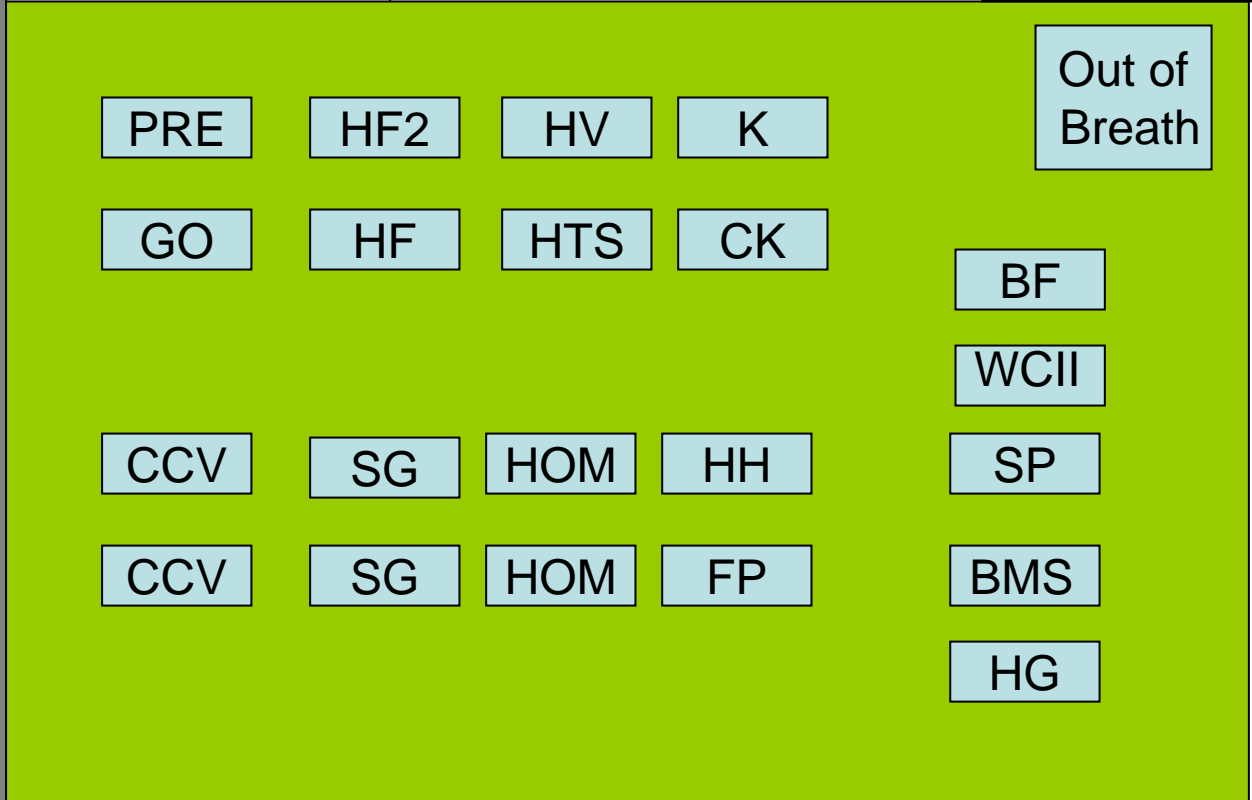 Out of
Breath
PRE HF2 HV K
GO HF HTS CK
BF
WCII
CCV SG HOM HH SP
CCV SG HOM FP BMS
HG